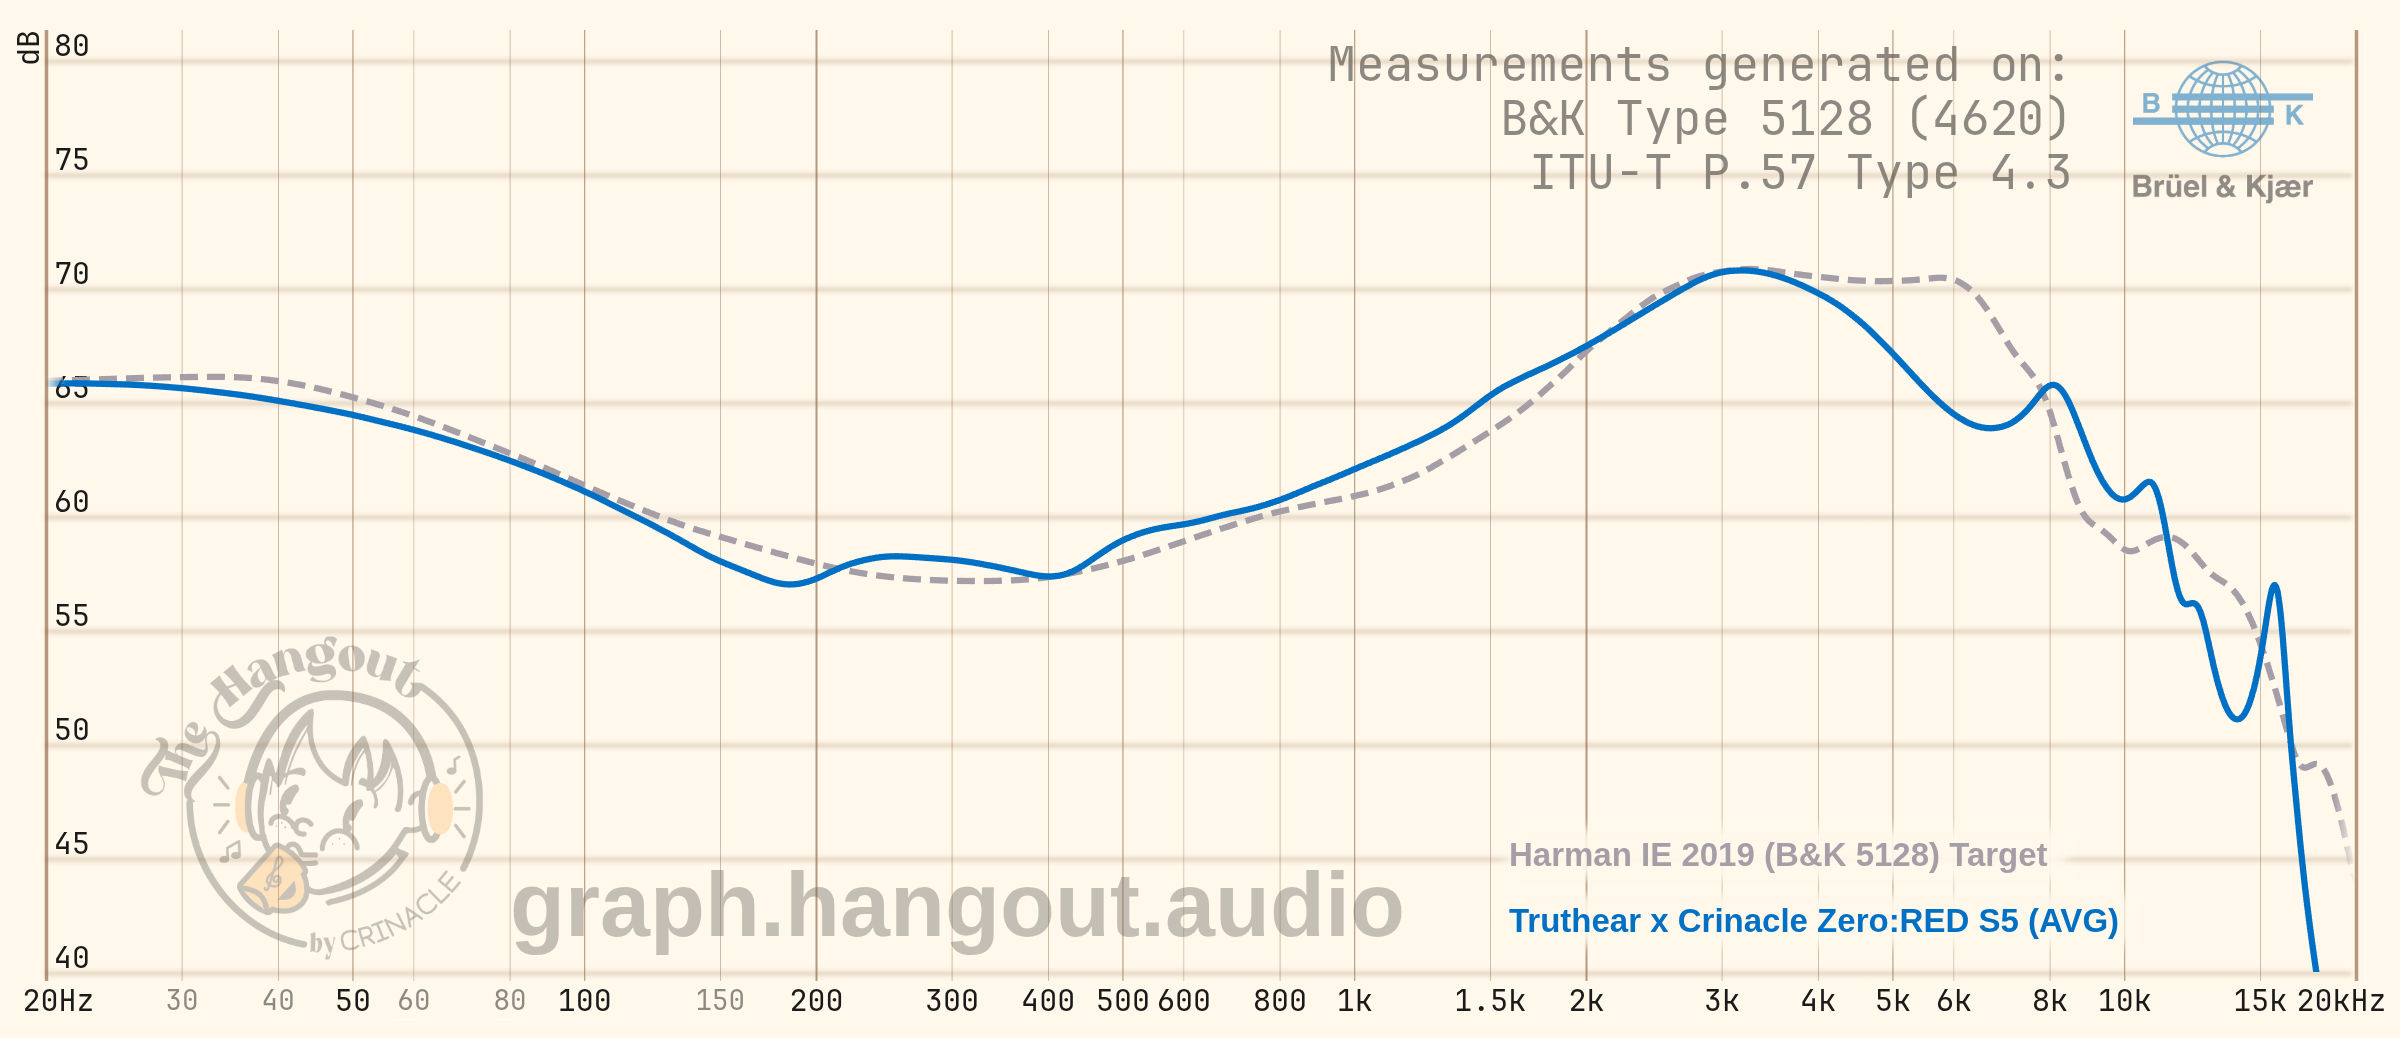 dB
80
Measurements generated on:
B&K Type 5128 (4620)
ITU-T P.57 Type 4.3
B
K
Brüel & Kjær
75
70
65
60
55
50
45
40
The Hangout
by CRINACLE
graph.hangout.audio
Harman IE 2019 (B&K 5128) Target
Truthear x Crinacle Zero:RED S5 (AVG)
20Hz 30 40 50 60 80 100 150 200 300 400 500 600 800 1k 1.5k 2k 3k 4k 5k 6k 8k 10k 15k 20kHz